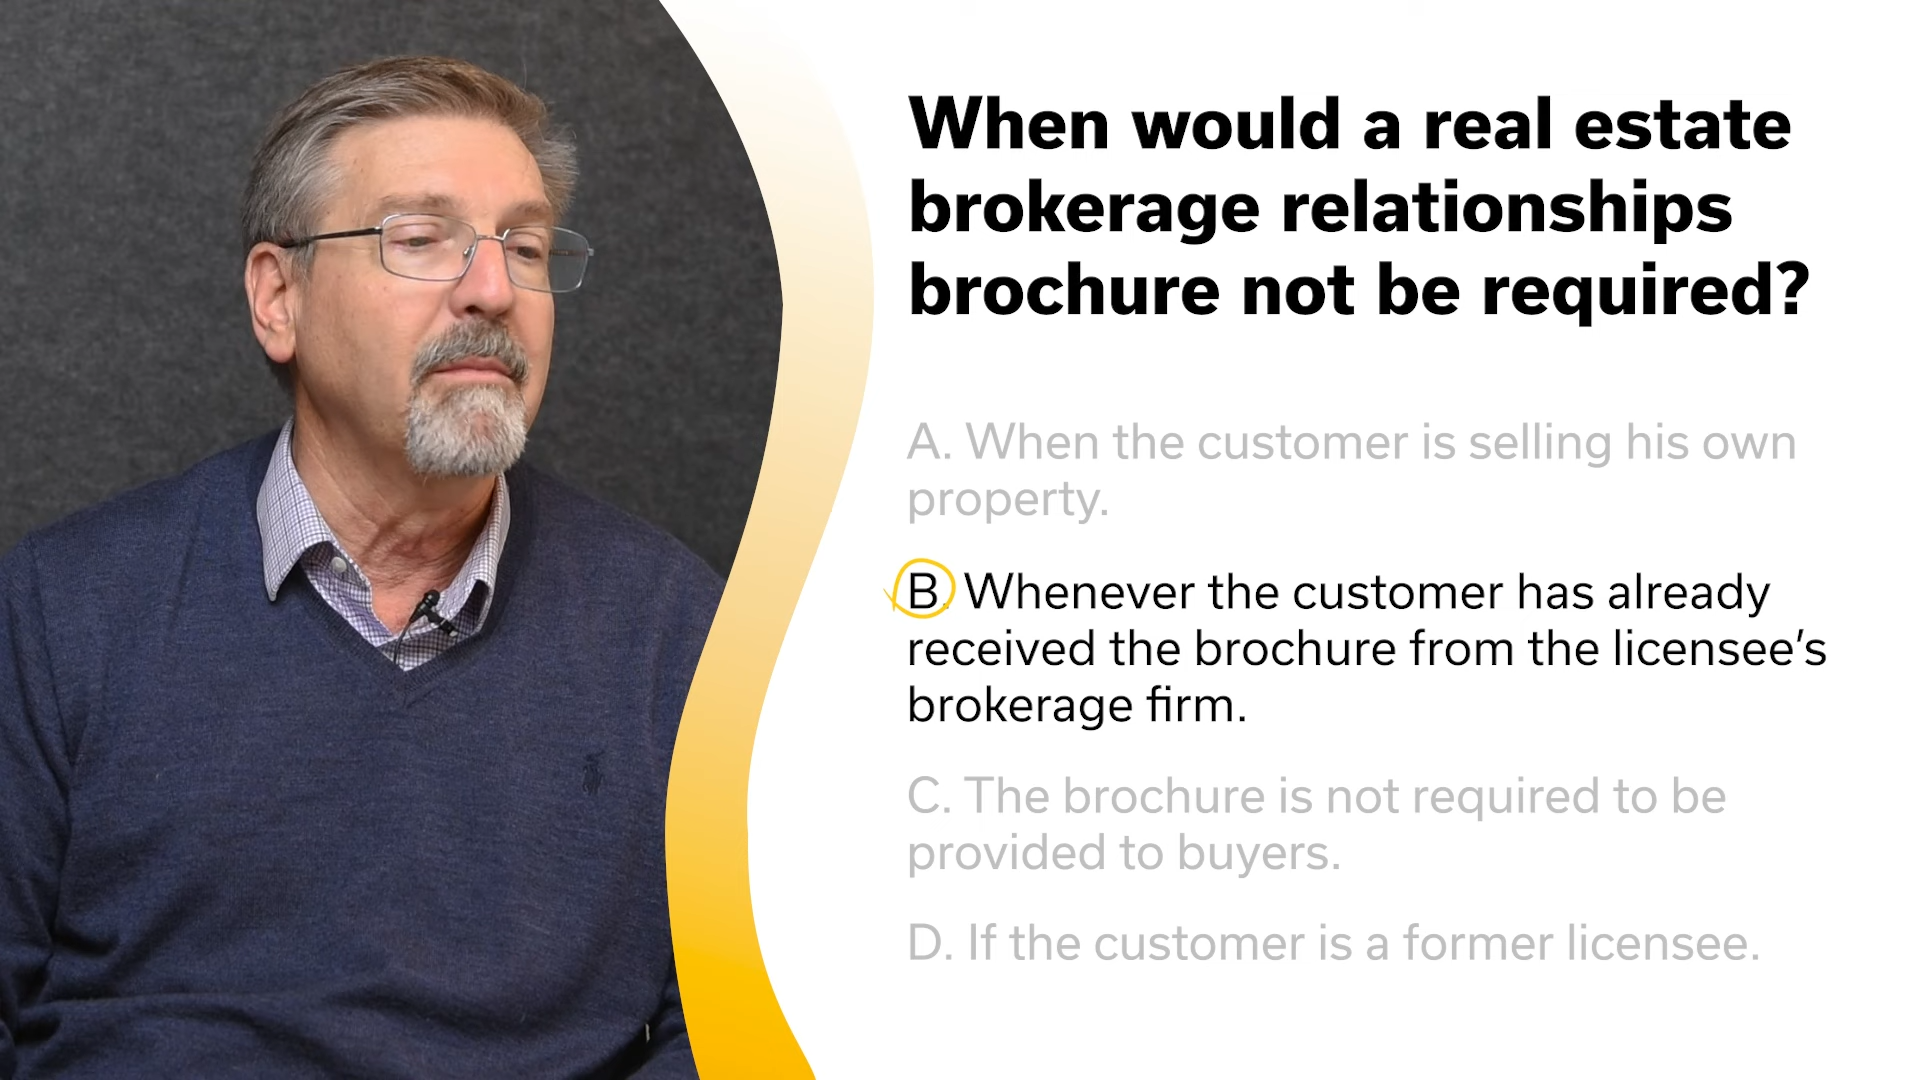 When would a real estate
brokerage relationships
brochure not be required?
A. When the customer is selling his own
property.
B. Whenever the customer has already
received the brochure from the licensee’s
brokerage firm.
C. The brochure is not required to be
provided to buyers.
D. If the customer is a former licensee.